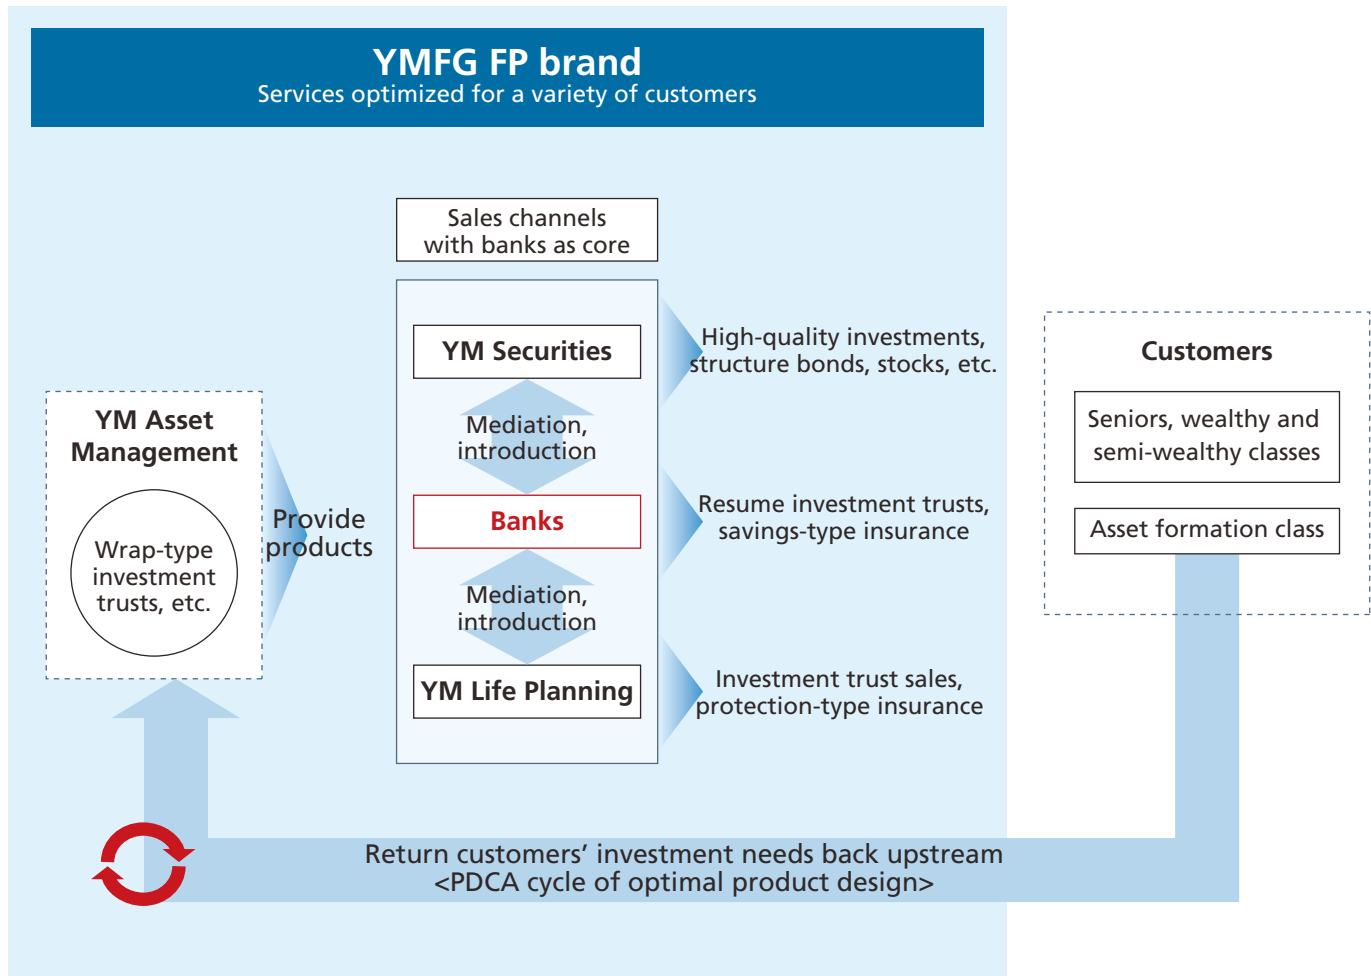 YMFG FP brand
Services optimized for a variety of customers
Sales channels
with banks as core
YM Asset
Management
Wrap-type
investment
trusts, etc.
Provide
products
YM Securities
Mediation,
introduction
Banks
Mediation,
introduction
YM Life Planning
High-quality investments,
structure bonds, stocks, etc.
Resume investment trusts,
savings-type insurance
Investment trust sales,
protection-type insurance
Customers
Seniors, wealthy and
semi-wealthy classes
Asset formation class
Return customers’ investment needs back upstream
<PDCA cycle of optimal product design>